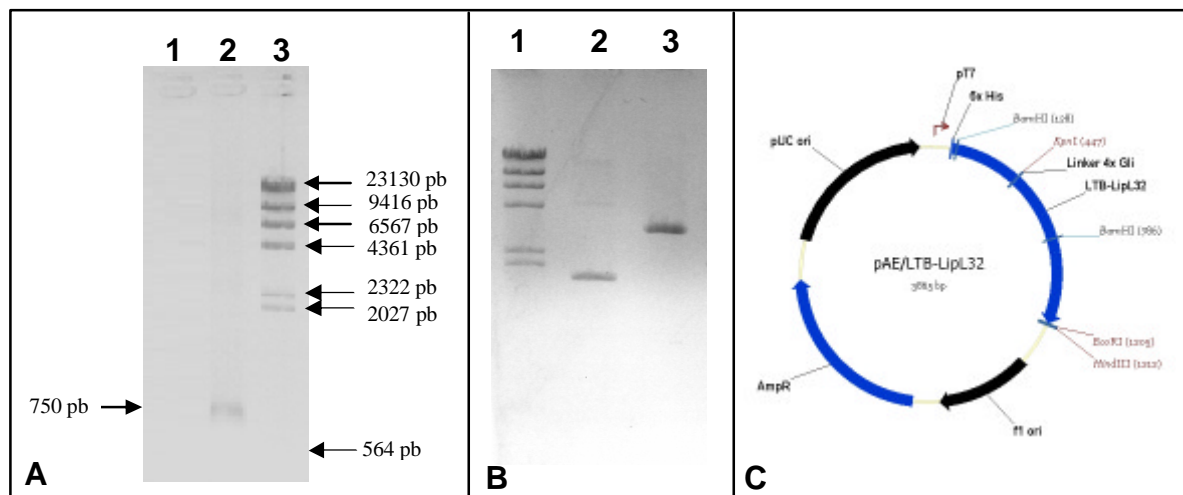 1 2 3
23130 pb
9416 pb
6567 pb
4361 pb
2322 pb
2027 pb
750 pb
564 pb
A
1 2 3
B
pT7
6x His
BamHI (128)
KpnI (447)
Linker 4x Gli
LTB-LipL32
BamHI (786)
EcoRI (1205)
HindIII (1212)
f1 ori
AmpR
pUC ori
pAE/LTB-LipL32
bp
C